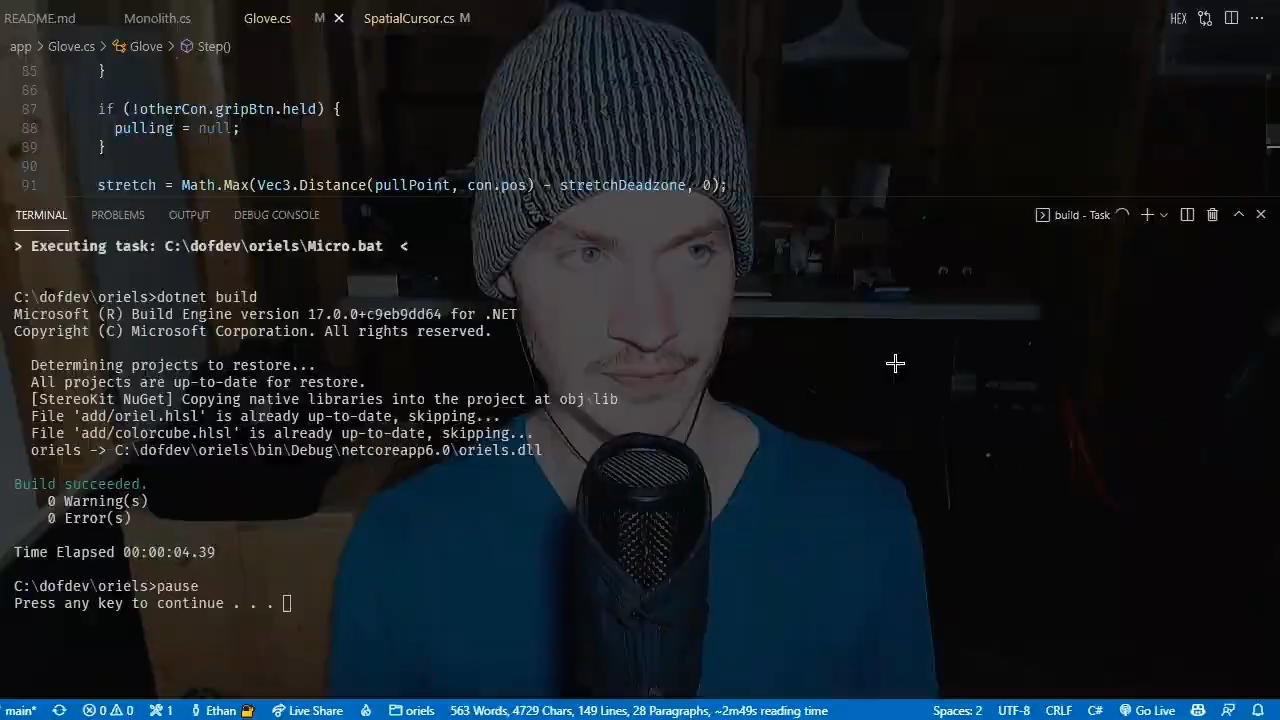 README.md Monolith.cs Glove.cs M SpatialCursor.cs M HEX
app > Glove.cs > Glove > Step()
85 }
86
87 if (!otherCon.gripBtn.held) {
88 pulling = null;
89 }
90
91 stretch = Math.Max(Vec3.Distance(pullPoint, con.pos) - stretchDeadzone, 0);
TERMINAL PROBLEMS OUTPUT DEBUG CONSOLE build - Task
> Executing task: C:\dofdev\oriels\Micro.bat <
C:\dofdev\oriels>dotnet build
Microsoft (R) Build Engine version 17.0.0+c9eb9dd64 for .NET
Copyright (C) Microsoft Corporation. All rights reserved.
Determining projects to restore...
All projects are up-to-date for restore.
[StereoKit NuGet] Copying native libraries into the project at obj lib
File 'add/oriel.hlsl' is already up-to-date, skipping...
File 'add/colorcube.hlsl' is already up-to-date, skipping...
oriels -> C:\dofdev\oriels\bin\Debug\netcoreapp6.0\oriels.dll
Build succeeded.
0 Warning(s)
0 Error(s)
Time Elapsed 00:00:04.39
C:\dofdev\oriels>pause
Press any key to continue . . .
main* 0 0 1 Ethan Live Share oriels 563 Words, 4729 Chars, 149 Lines, 28 Paragraphs, ~2m49s reading time Spaces: 2 UTF-8 CRLF C# Go Live